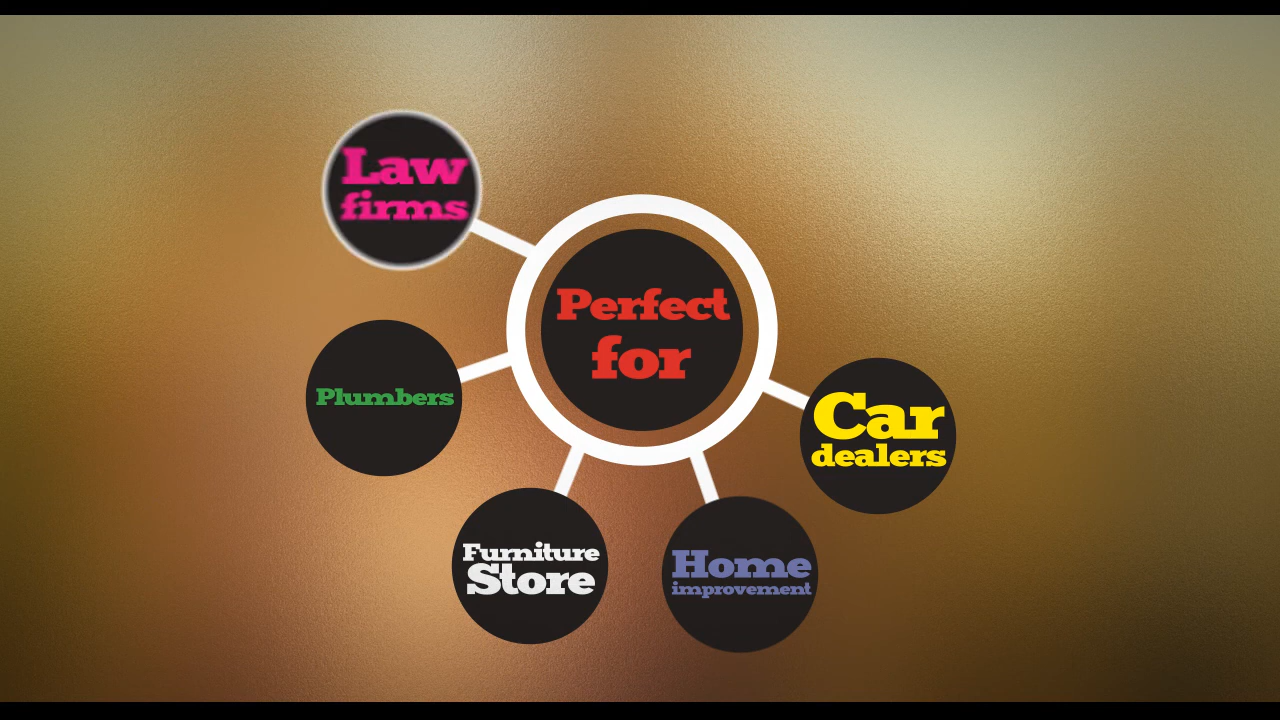 Law
firms
Perfect
for
Plumbers
Car
dealers
Furniture
Store
Home
improvement